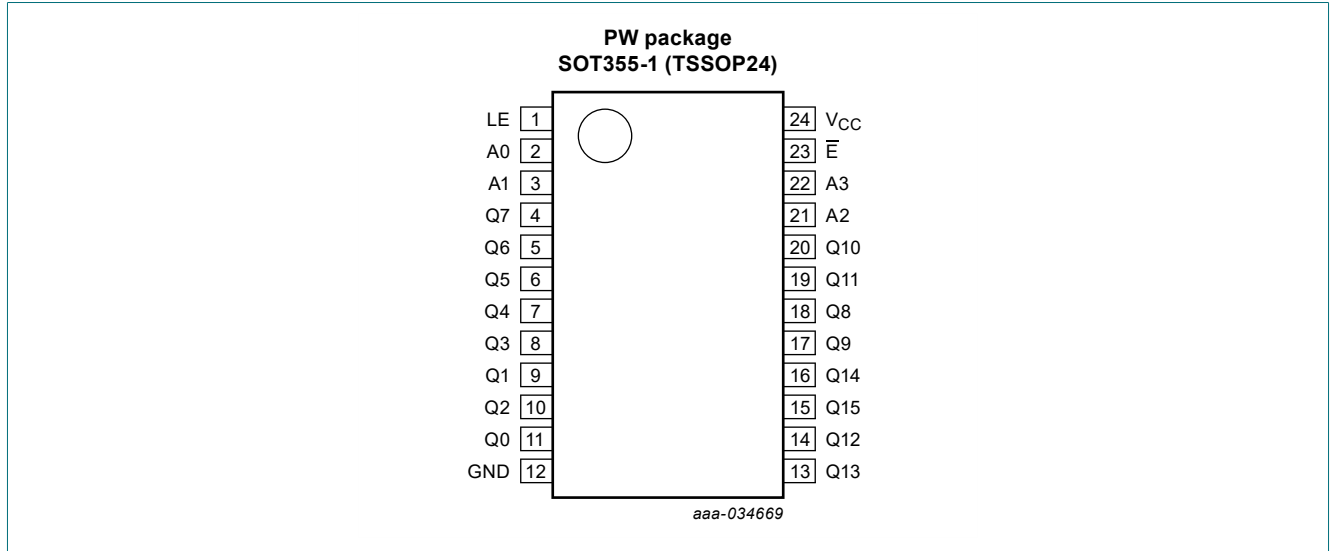 PW package
SOT355-1 (TSSOP24)
LE 1 24 VCC
A0 2 23 E̅
A1 3 22 A3
Q7 4 21 A2
Q6 5 20 Q10
Q5 6 19 Q11
Q4 7 18 Q8
Q3 8 17 Q9
Q1 9 16 Q14
Q2 10 15 Q15
Q0 11 14 Q12
GND 12 13 Q13
aaa-034669